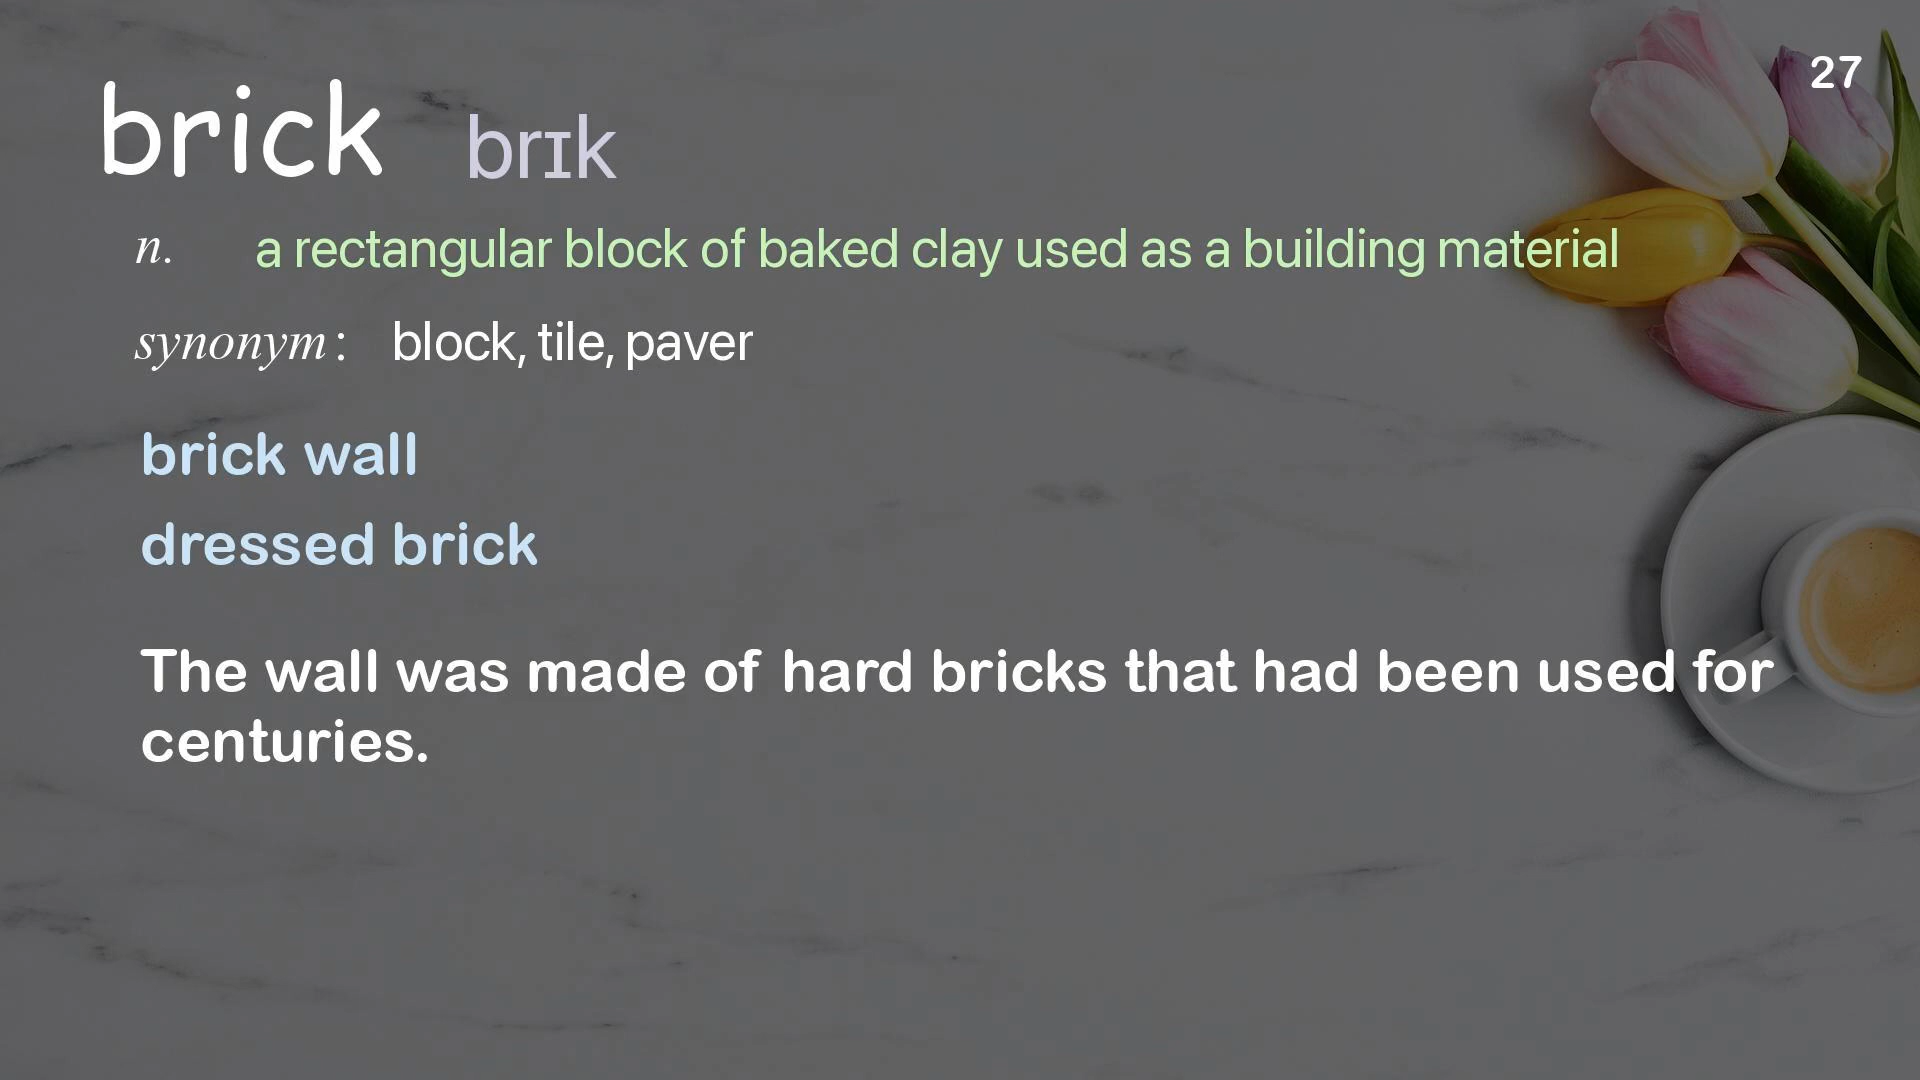 27
brick brɪk
n. a rectangular block of baked clay used as a building material
synonym: block, tile, paver
brick wall
dressed brick
The wall was made of hard bricks that had been used for
centuries.